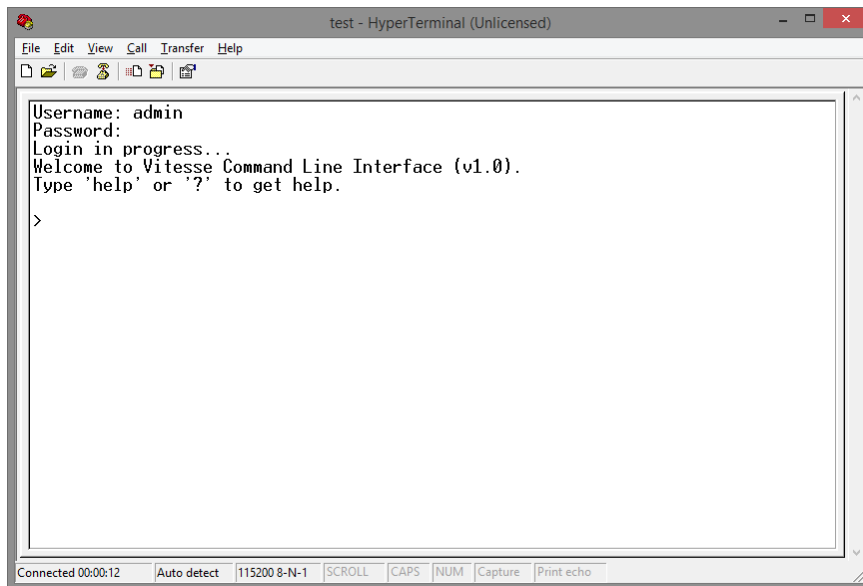 test - HyperTerminal (Unlicensed)
File Edit View Call Transfer Help
Username: admin
Password:
Login in progress...
Welcome to Vitesse Command Line Interface (v1.0).
Type 'help' or '?' to get help.
>
Connected 00:00:12 Auto detect 115200 8-N-1 SCROLL CAPS NUM Capture Print echo